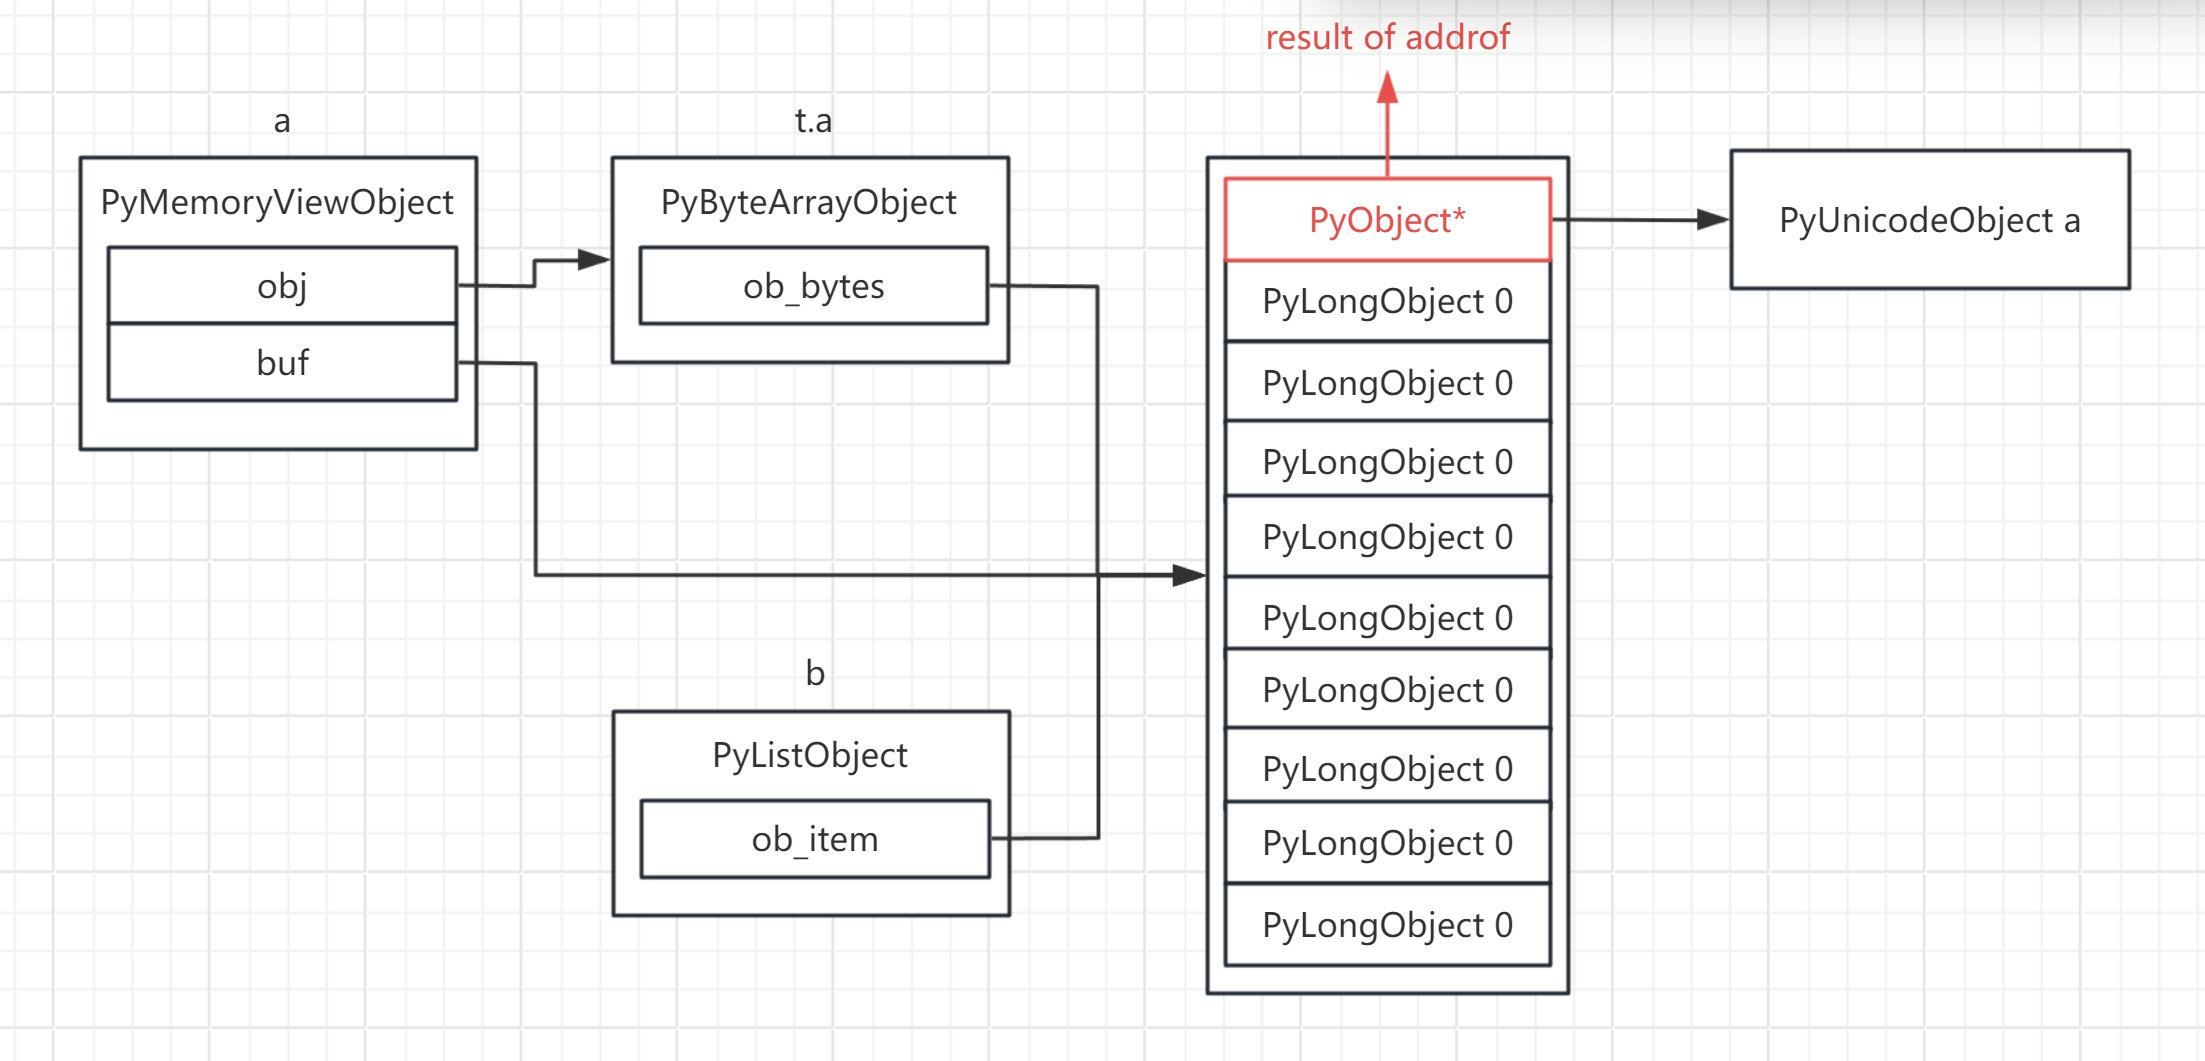 result of addrof
a
t.a
PyMemoryViewObject
obj
buf
PyByteArrayObject
ob_bytes
b
PyListObject
ob_item
PyObject*
PyLongObject 0
PyLongObject 0
PyLongObject 0
PyLongObject 0
PyLongObject 0
PyLongObject 0
PyLongObject 0
PyLongObject 0
PyLongObject 0
PyUnicodeObject a